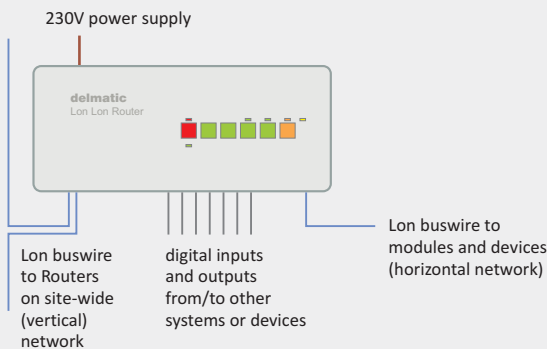 230V power supply
delmatic
Lon Lon Router
Lon buswire
to Routers
on site-wide
(vertical)
network
digital inputs
and outputs
from/to other
systems or devices
Lon buswire to
modules and devices
(horizontal network)